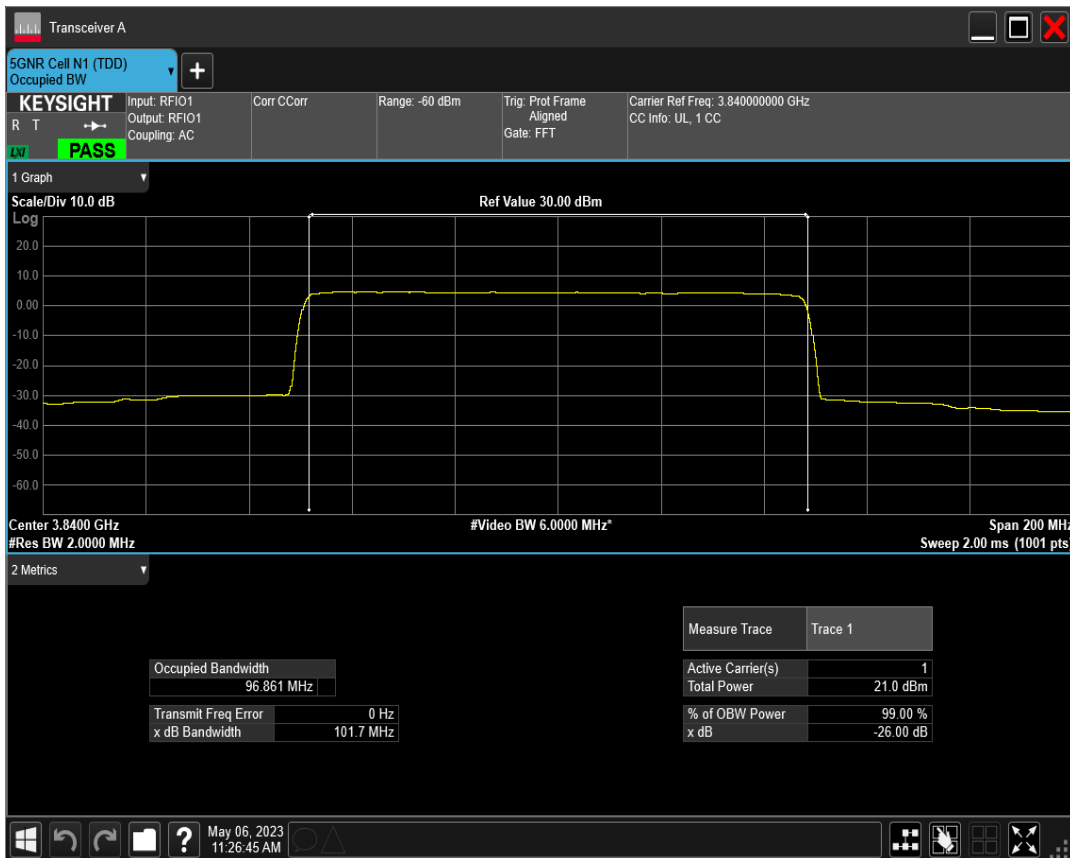 Transceiver A
5GNR Cell N1 (TDD)
Occupied BW
KEYSIGHT
R T
LXI
PASS
Input: RFIO1
Output: RFIO1
Coupling: AC
Corr CCorr
Range: -60 dBm
Trig: Prot Frame
Aligned
Gate: FFT
Carrier Ref Freq: 3.840000000 GHz
CC Info: UL, 1 CC
1 Graph
Scale/Div 10.0 dB
Ref Value 30.00 dBm
Log
20.0
10.0
0.00
-10.0
-20.0
-30.0
-40.0
-50.0
-60.0
Center 3.8400 GHz
#Video BW 6.0000 MHz*
Span 200 MHz
#Res BW 2.0000 MHz
Sweep 2.00 ms (1001 pts)
2 Metrics
Measure Trace Trace 1
Occupied Bandwidth
96.861 MHz
Active Carrier(s) 1
Total Power 21.0 dBm
Transmit Freq Error 0 Hz
x dB Bandwidth 101.7 MHz
% of OBW Power 99.00 %
x dB -26.00 dB
?
May 06, 2023
11:26:45 AM